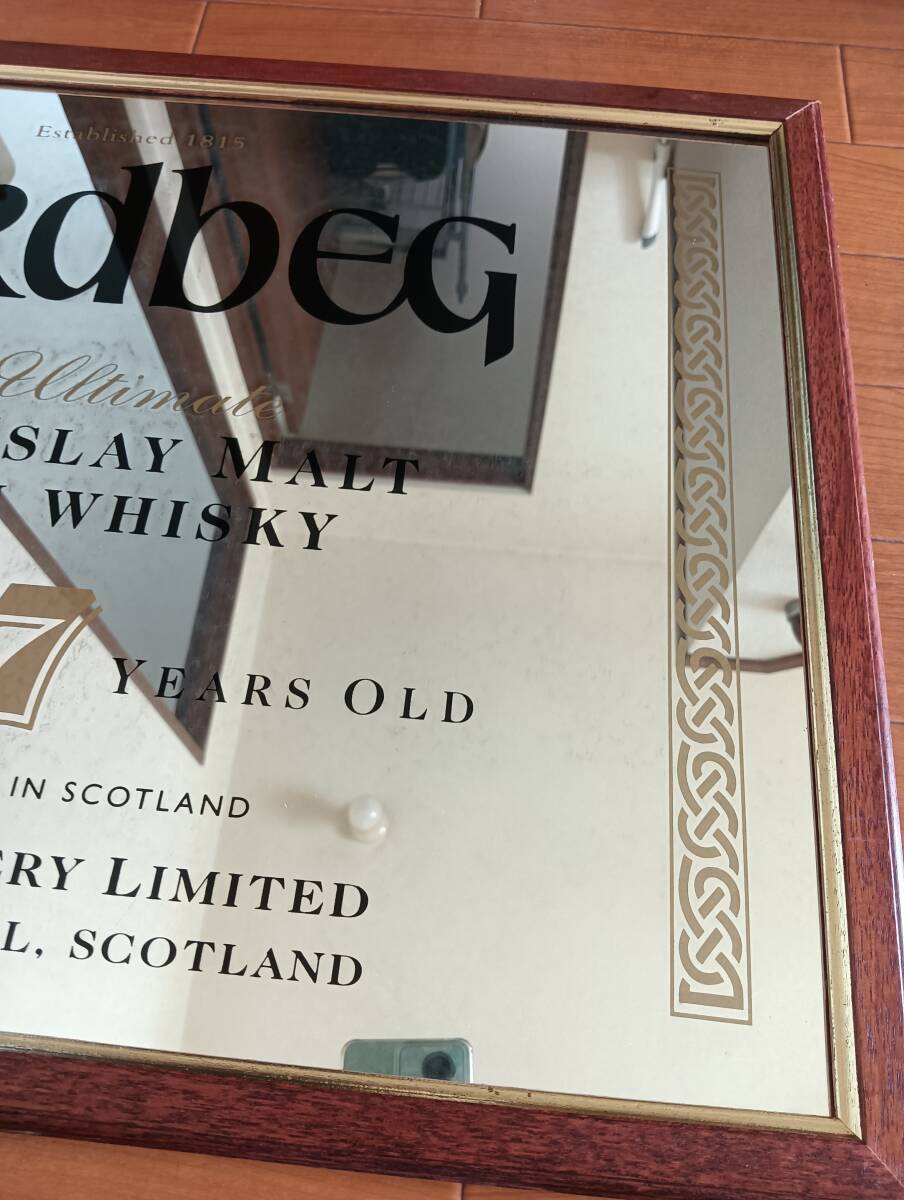 Established 1815
rdbeg
Ultimate
SLAY MALT
WHISKY
7 YEARS OLD
IN SCOTLAND
ERY LIMITED
L, SCOTLAND